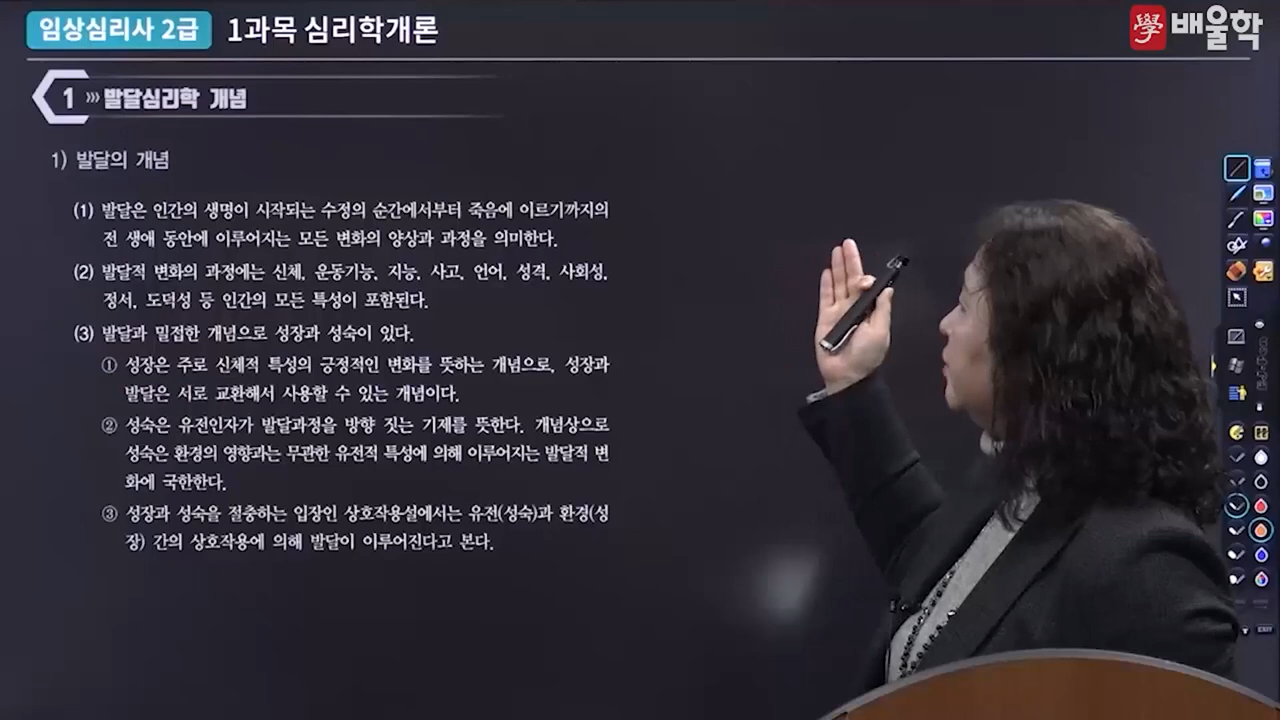 임상심리사 2급 1과목 심리학개론
學 배울학
1 >>> 발달심리학 개념
1) 발달의 개념
(1) 발달은 인간의 생명이 시작되는 수정의 순간에서부터 죽음에 이르기까지의
전 생애 동안에 이루어지는 모든 변화의 양상과 과정을 의미한다.
(2) 발달적 변화의 과정에는 신체, 운동기능, 지능, 사고, 언어, 성격, 사회성,
정서, 도덕성 등 인간의 모든 특성이 포함된다.
(3) 발달과 밀접한 개념으로 성장과 성숙이 있다.
① 성장은 주로 신체적 특성의 긍정적인 변화를 뜻하는 개념으로, 성장과
발달은 서로 교환해서 사용할 수 있는 개념이다.
② 성숙은 유전인자가 발달과정을 방향 짓는 기제를 뜻한다. 개념상으로
성숙은 환경의 영향과는 무관한 유전적 특성에 의해 이루어지는 발달적 변
화에 국한한다.
③ 성장과 성숙을 절충하는 입장인 상호작용설에서는 유전(성숙)과 환경(성
장) 간의 상호작용에 의해 발달이 이루어진다고 본다.
EXIT